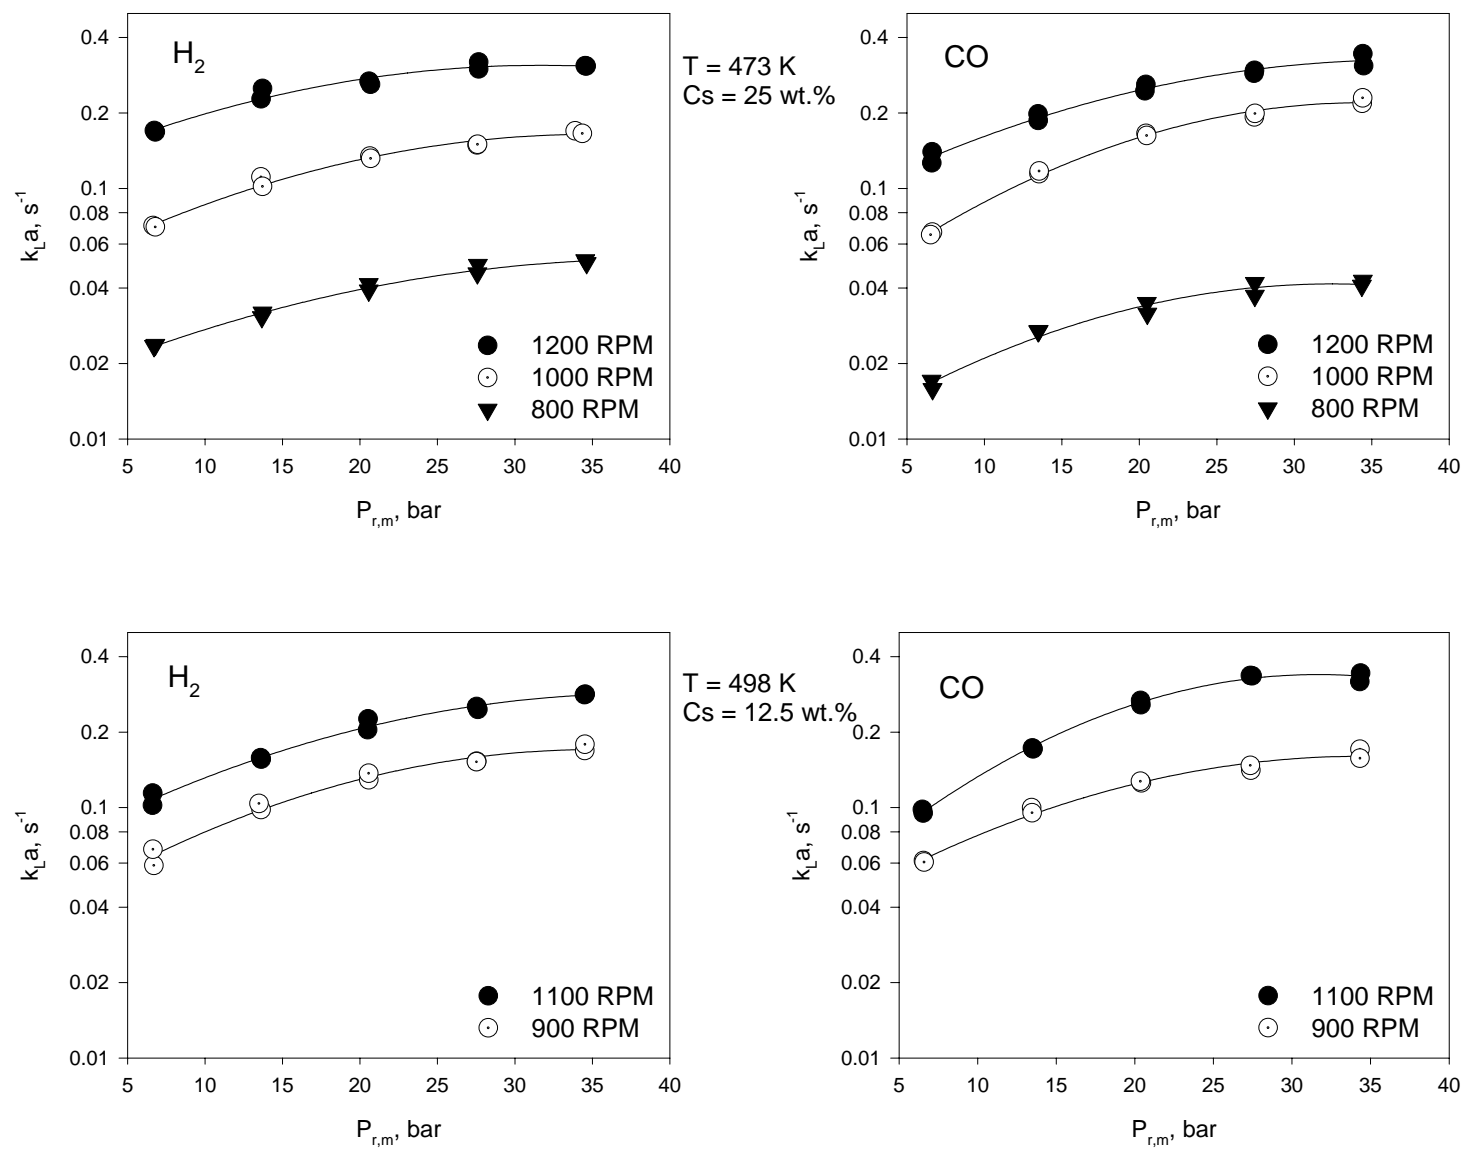 H2
0.4
0.2
0.1
0.08
0.06
0.04
0.02
0.01
kLa, s-1
1200 RPM
1000 RPM
800 RPM
5 10 15 20 25 30 35 40
Pr,m, bar
T = 473 K
Cs = 25 wt.%
CO
0.4
0.2
0.1
0.08
0.06
0.04
0.02
0.01
kLa, s-1
1200 RPM
1000 RPM
800 RPM
5 10 15 20 25 30 35 40
Pr,m, bar
H2
0.4
0.2
0.1
0.08
0.06
0.04
0.02
0.01
kLa, s-1
1100 RPM
900 RPM
5 10 15 20 25 30 35 40
Pr,m, bar
T = 498 K
Cs = 12.5 wt.%
CO
0.4
0.2
0.1
0.08
0.06
0.04
0.02
0.01
kLa, s-1
1100 RPM
900 RPM
5 10 15 20 25 30 35 40
Pr,m, bar